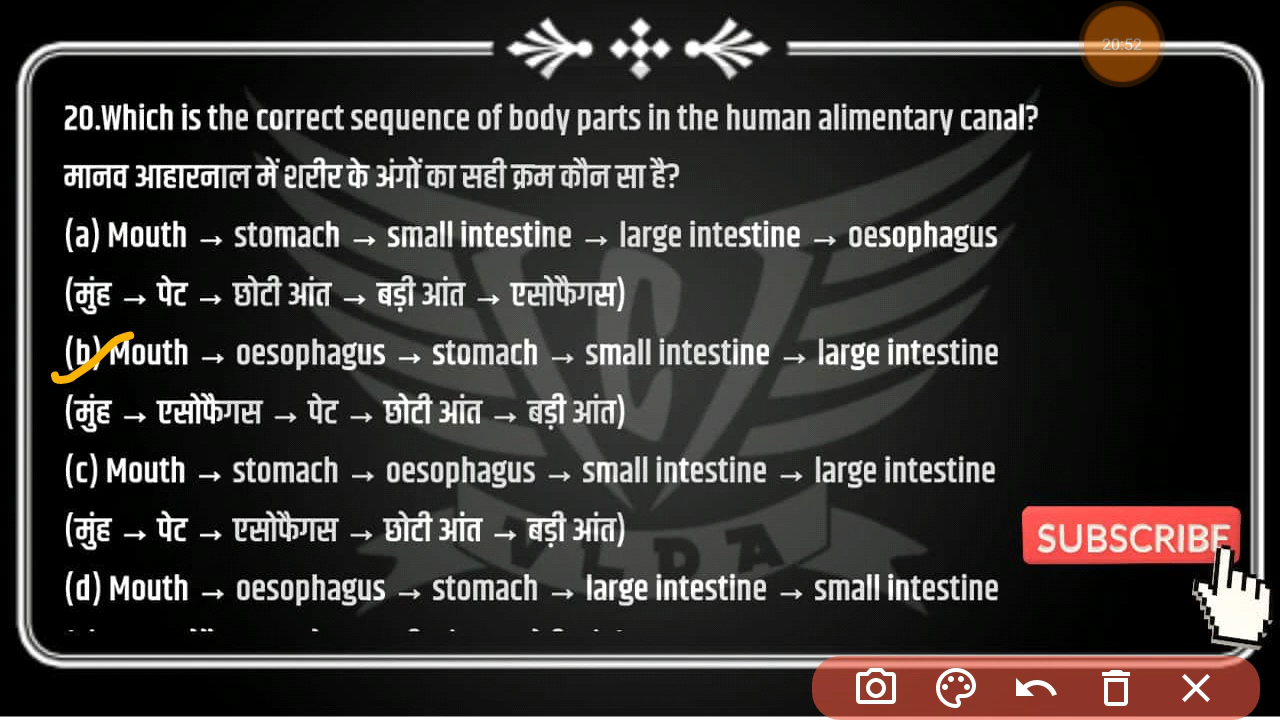 20:52
20.Which is the correct sequence of body parts in the human alimentary canal?
मानव आहारनाल में शरीर के अंगों का सही क्रम कौन सा है?
(a) Mouth → stomach → small intestine → large intestine → oesophagus
(मुंह → पेट → छोटी आंत → बड़ी आंत → एसोफैगस)
(b) Mouth → oesophagus → stomach → small intestine → large intestine
(मुंह → एसोफैगस → पेट → छोटी आंत → बड़ी आंत)
(c) Mouth → stomach → oesophagus → small intestine → large intestine
(मुंह → पेट → एसोफैगस → छोटी आंत → बड़ी आंत)
SUBSCRIBE
(d) Mouth → oesophagus → stomach → large intestine → small intestine